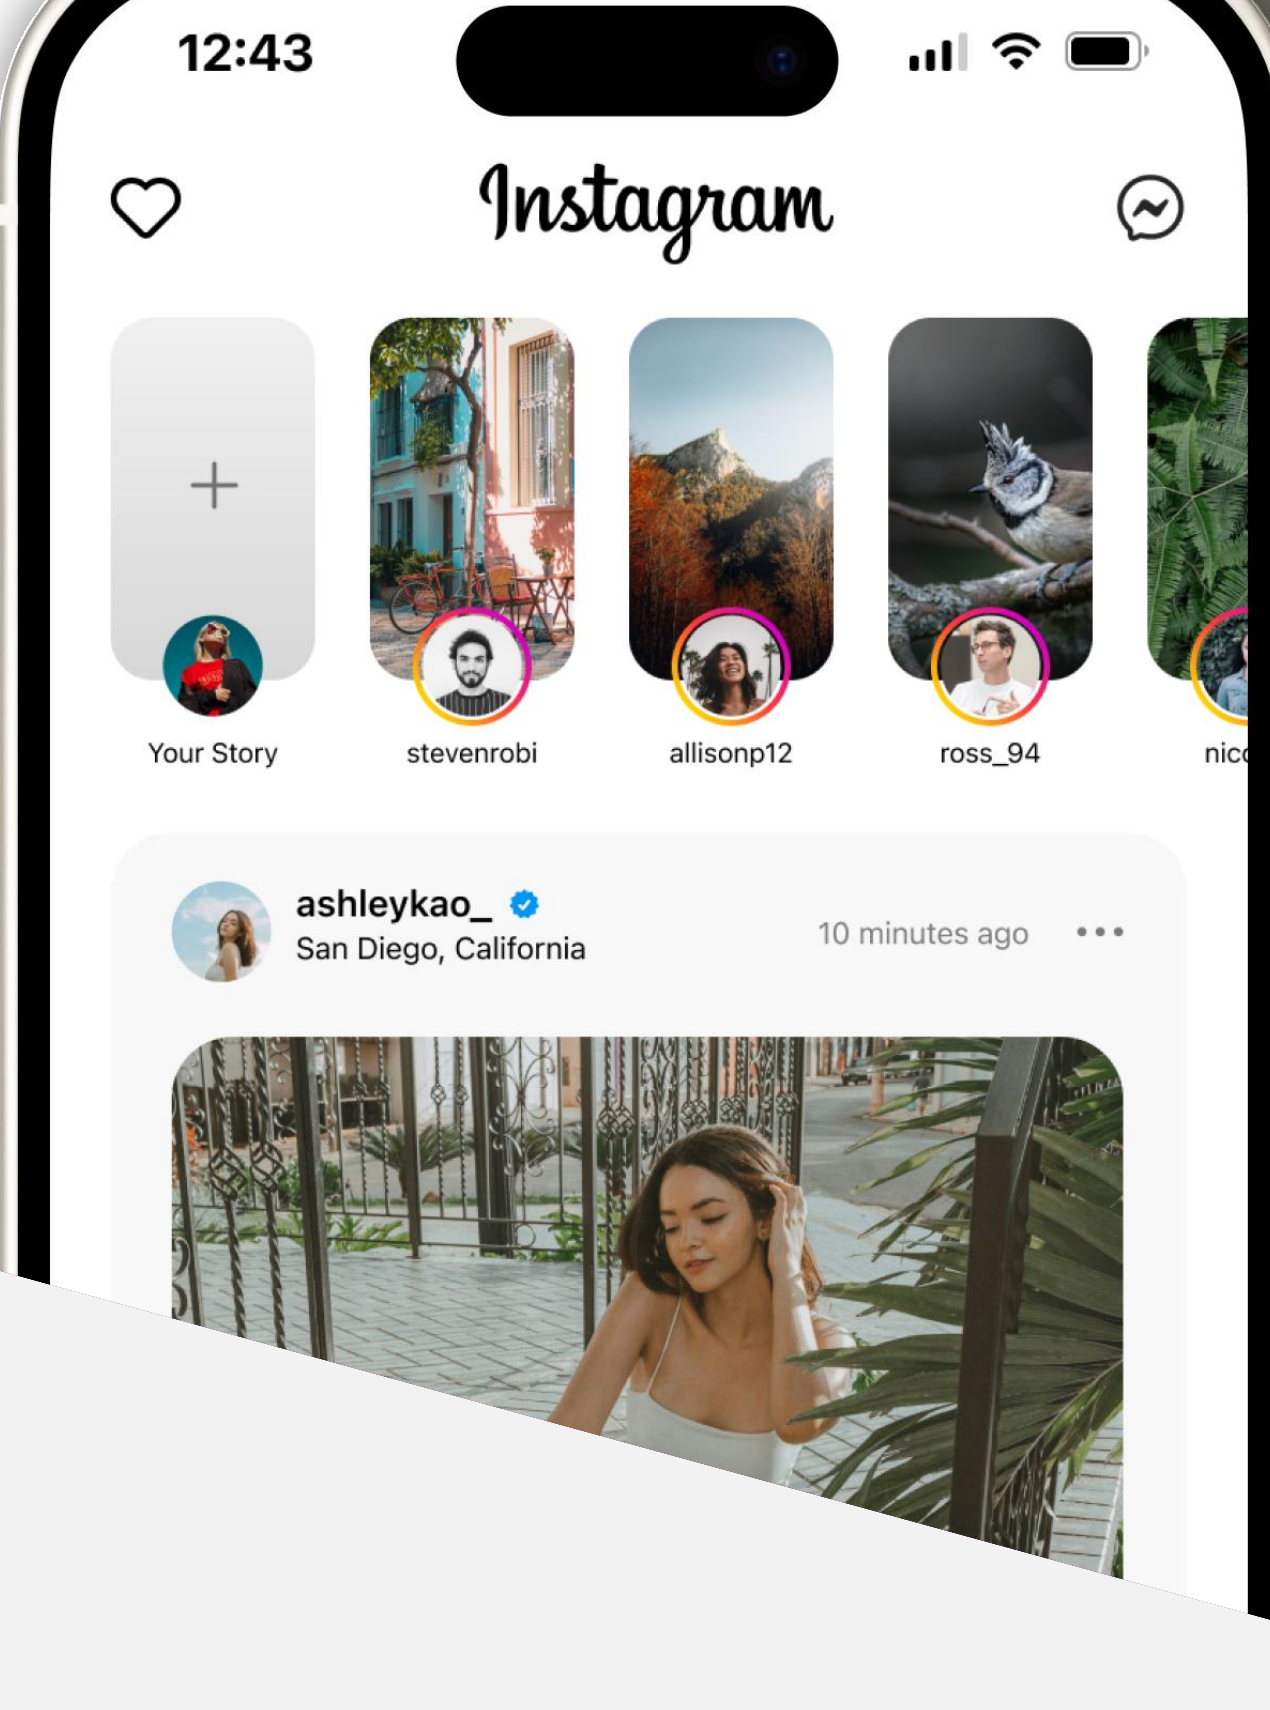 12:43
Instagram
Your Story
stevenrobi
allisonp12
ross_94
ashleykao_
San Diego, California
10 minutes ago